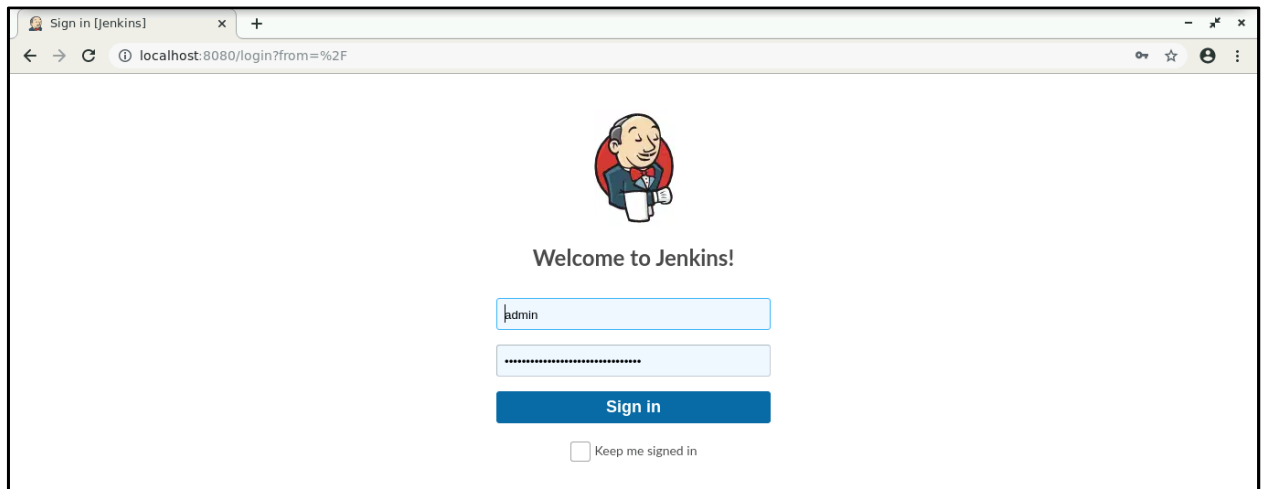 Sign in [Jenkins]
localhost:8080/login?from=%2F
Welcome to Jenkins!
admin
••••••••••••••••••••••••••••••••
Sign in
Keep me signed in